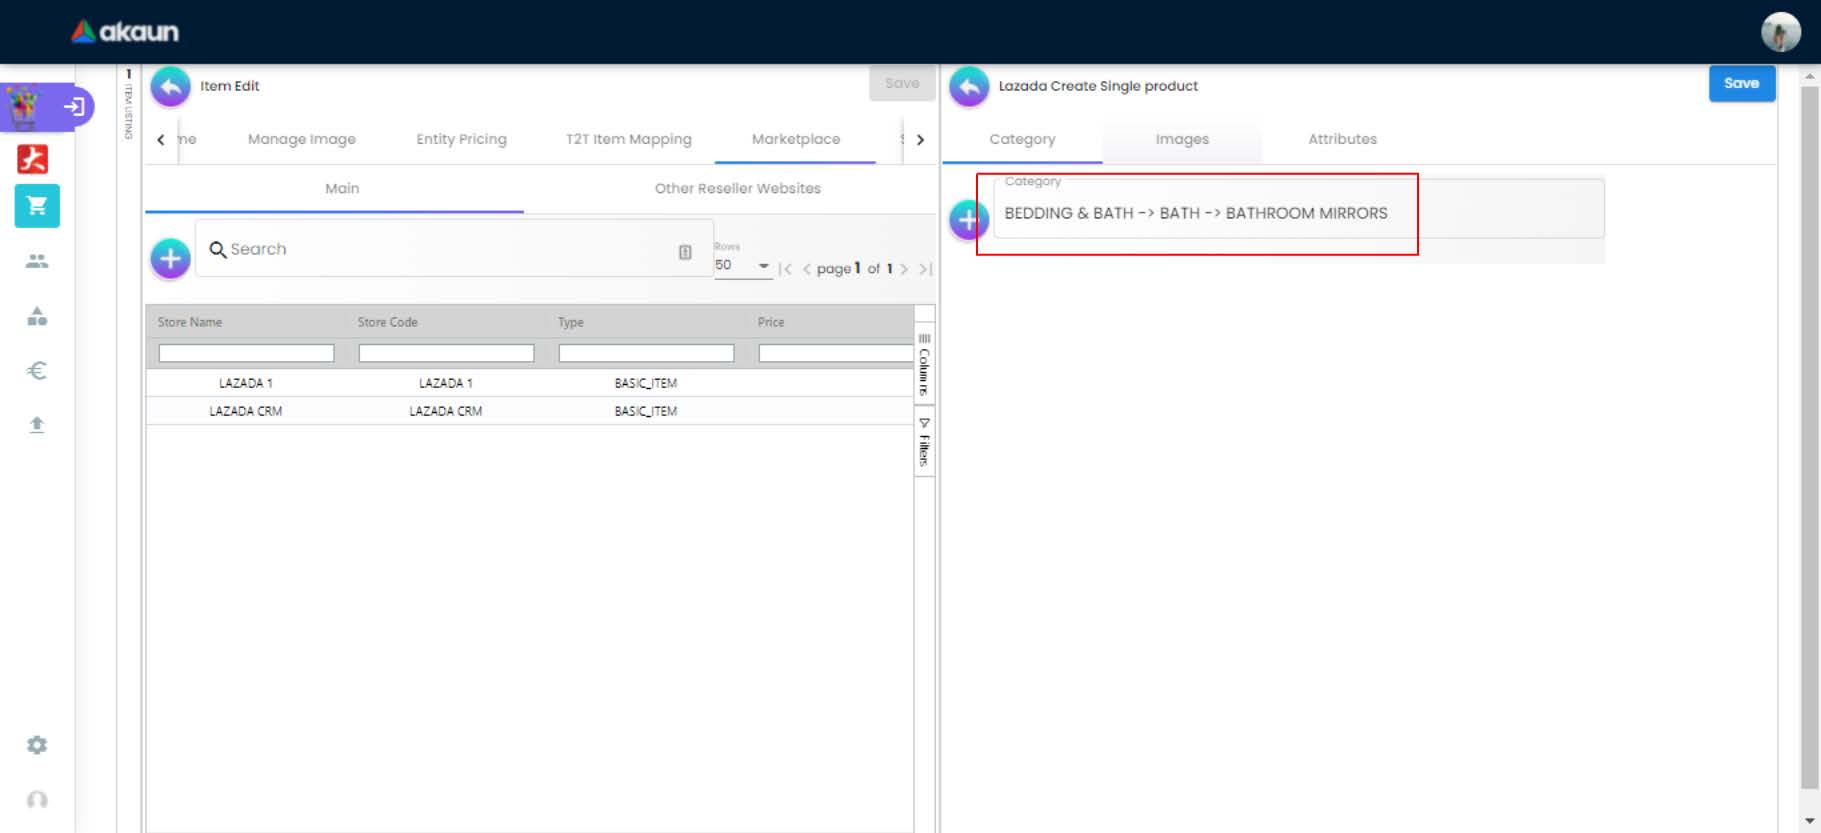 akaun
1 ITEM LISTING
Item Edit
Save
Lazada Create Single product
Save
me
Manage Image
Entity Pricing
T2T Item Mapping
Marketplace
Category
Images
Attributes
Main
Other Reseller Websites
Category
BEDDING & BATH -> BATH -> BATHROOM MIRRORS
Search
Rows
50
page 1 of 1
Store Name
Store Code
Type
Price
LAZADA 1
LAZADA 1
BASIC_ITEM
LAZADA CRM
LAZADA CRM
BASIC_ITEM
Columns
Filters